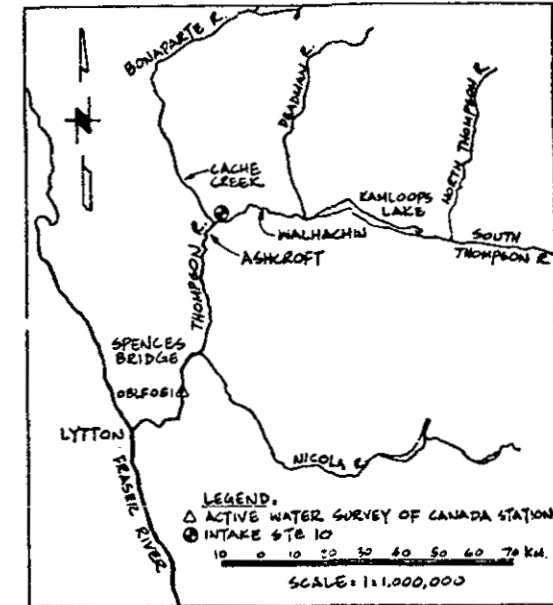 BONAPARTE R.
DEADMAN R.
NORTH THOMPSON R.
CACHE
CREEK
KAMLOOPS
LAKE
WALHACHIN
SOUTH
THOMPSON R.
ASHCROFT
THOMPSON R.
SPENCES
BRIDGE
08LF051
LYTTON
FRASER RIVER
NICOLA R.
LEGEND.
△ ACTIVE WATER SURVEY OF CANADA STATION
INTAKE STE 10
10 0 10 20 30 40 50 60 70 KM.
SCALE: 1:1,000,000